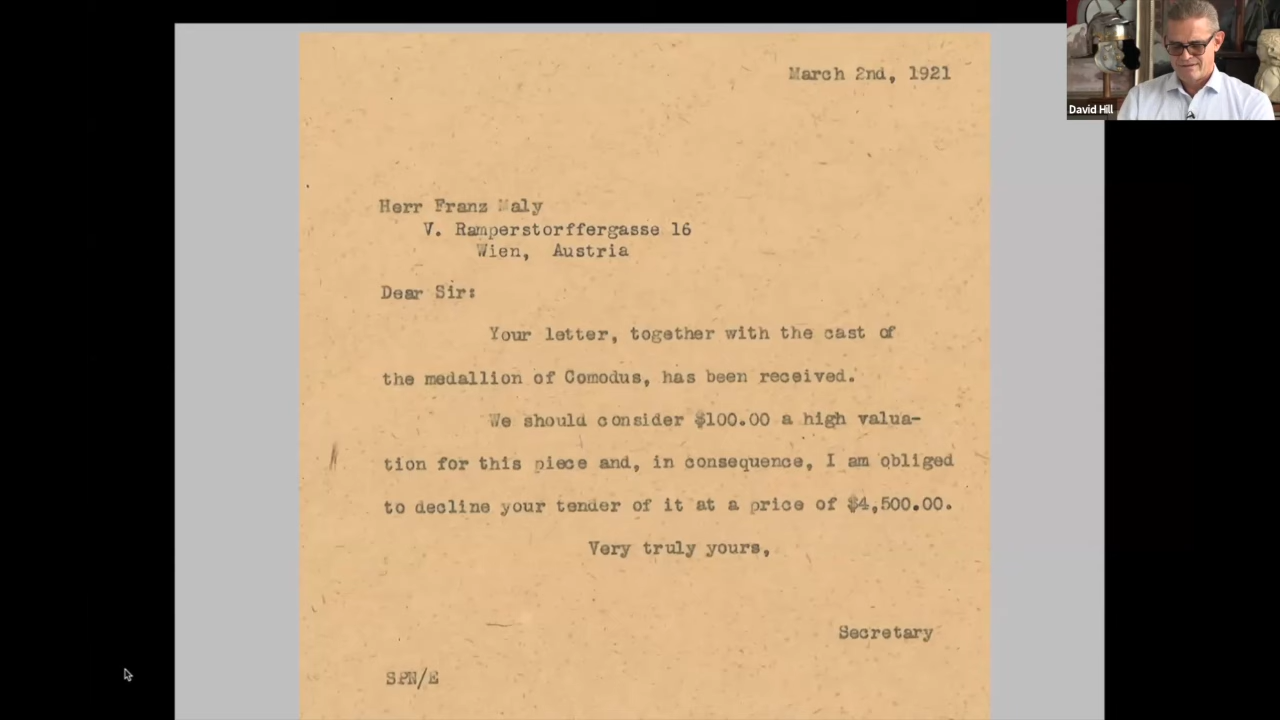 March 2nd, 1921
David Hill
Herr Franz Maly
V. Ramperstorffergasse 16
Wien, Austria
Dear Sir:
Your letter, together with the cast of
the medallion of Comodus, has been received.
We should consider $100.00 a high valua-
tion for this piece and, in consequence, I am obliged
to decline your tender of it at a price of $4,500.00.
Very truly yours,
Secretary
SPN/E